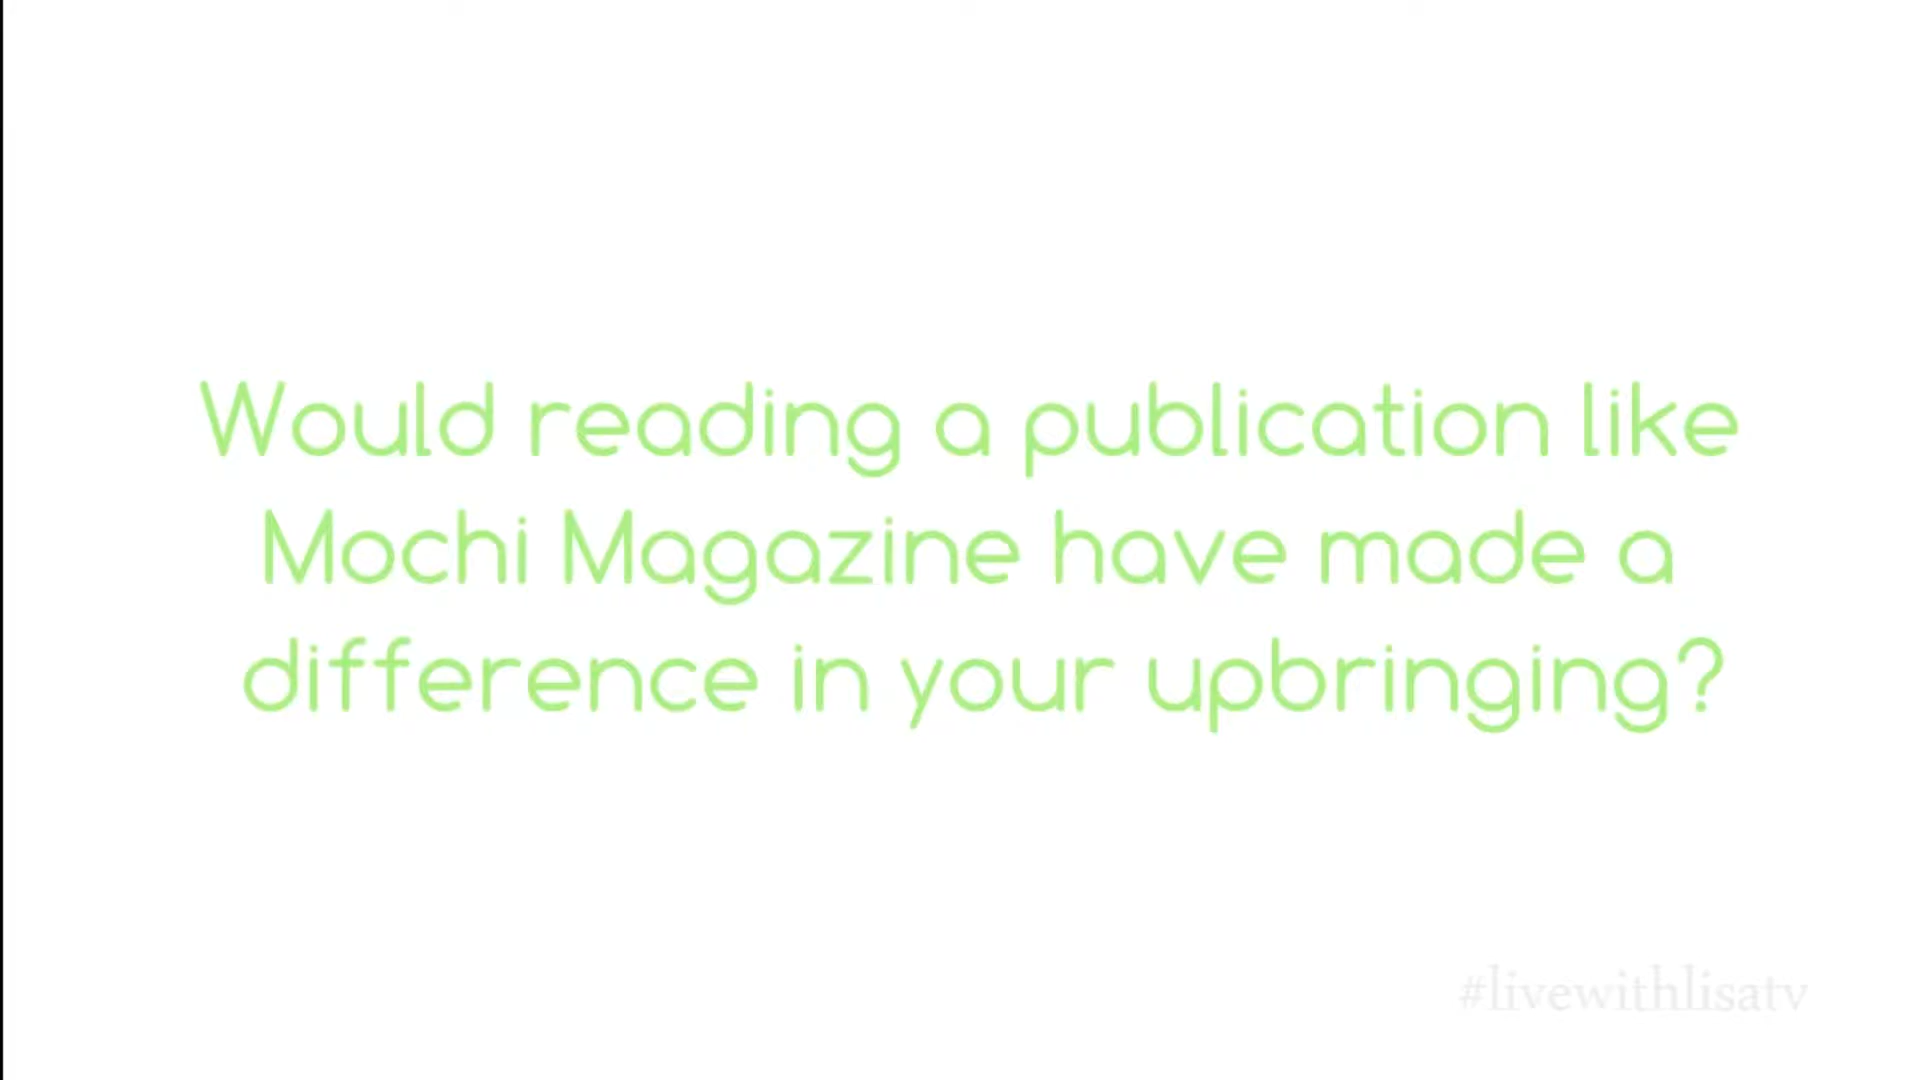 Would reading a publication like
Mochi Magazine have made a
difference in your upbringing?
#livewithlisatv